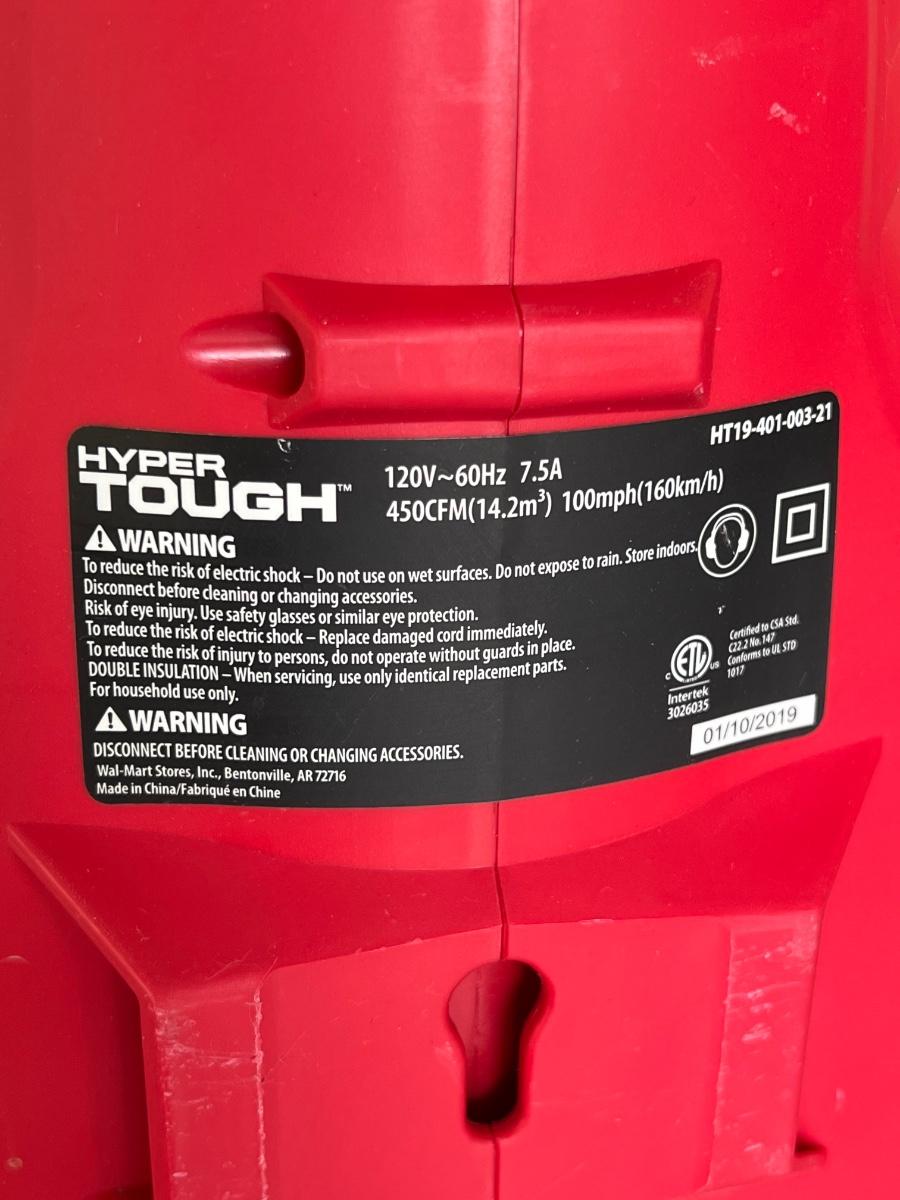 HT19-401-003-21
HYPER
TOUGH™
120V~60Hz 7.5A
450CFM(14.2m³) 100mph(160km/h)
WARNING
To reduce the risk of electric shock – Do not use on wet surfaces. Do not expose to rain. Store indoors.
Disconnect before cleaning or changing accessories.
Risk of eye injury. Use safety glasses or similar eye protection.
To reduce the risk of electric shock – Replace damaged cord immediately.
To reduce the risk of injury to persons, do not operate without guards in place.
DOUBLE INSULATION – When servicing, use only identical replacement parts.
For household use only.
WARNING
DISCONNECT BEFORE CLEANING OR CHANGING ACCESSORIES.
Wal-Mart Stores, Inc., Bentonville, AR 72716
Made in China/Fabriqué en Chine
C ETL US
Intertek
3026035
Certified to CSA Std.
C22.2 No.147
Conforms to UL STD
1017
01/10/2019